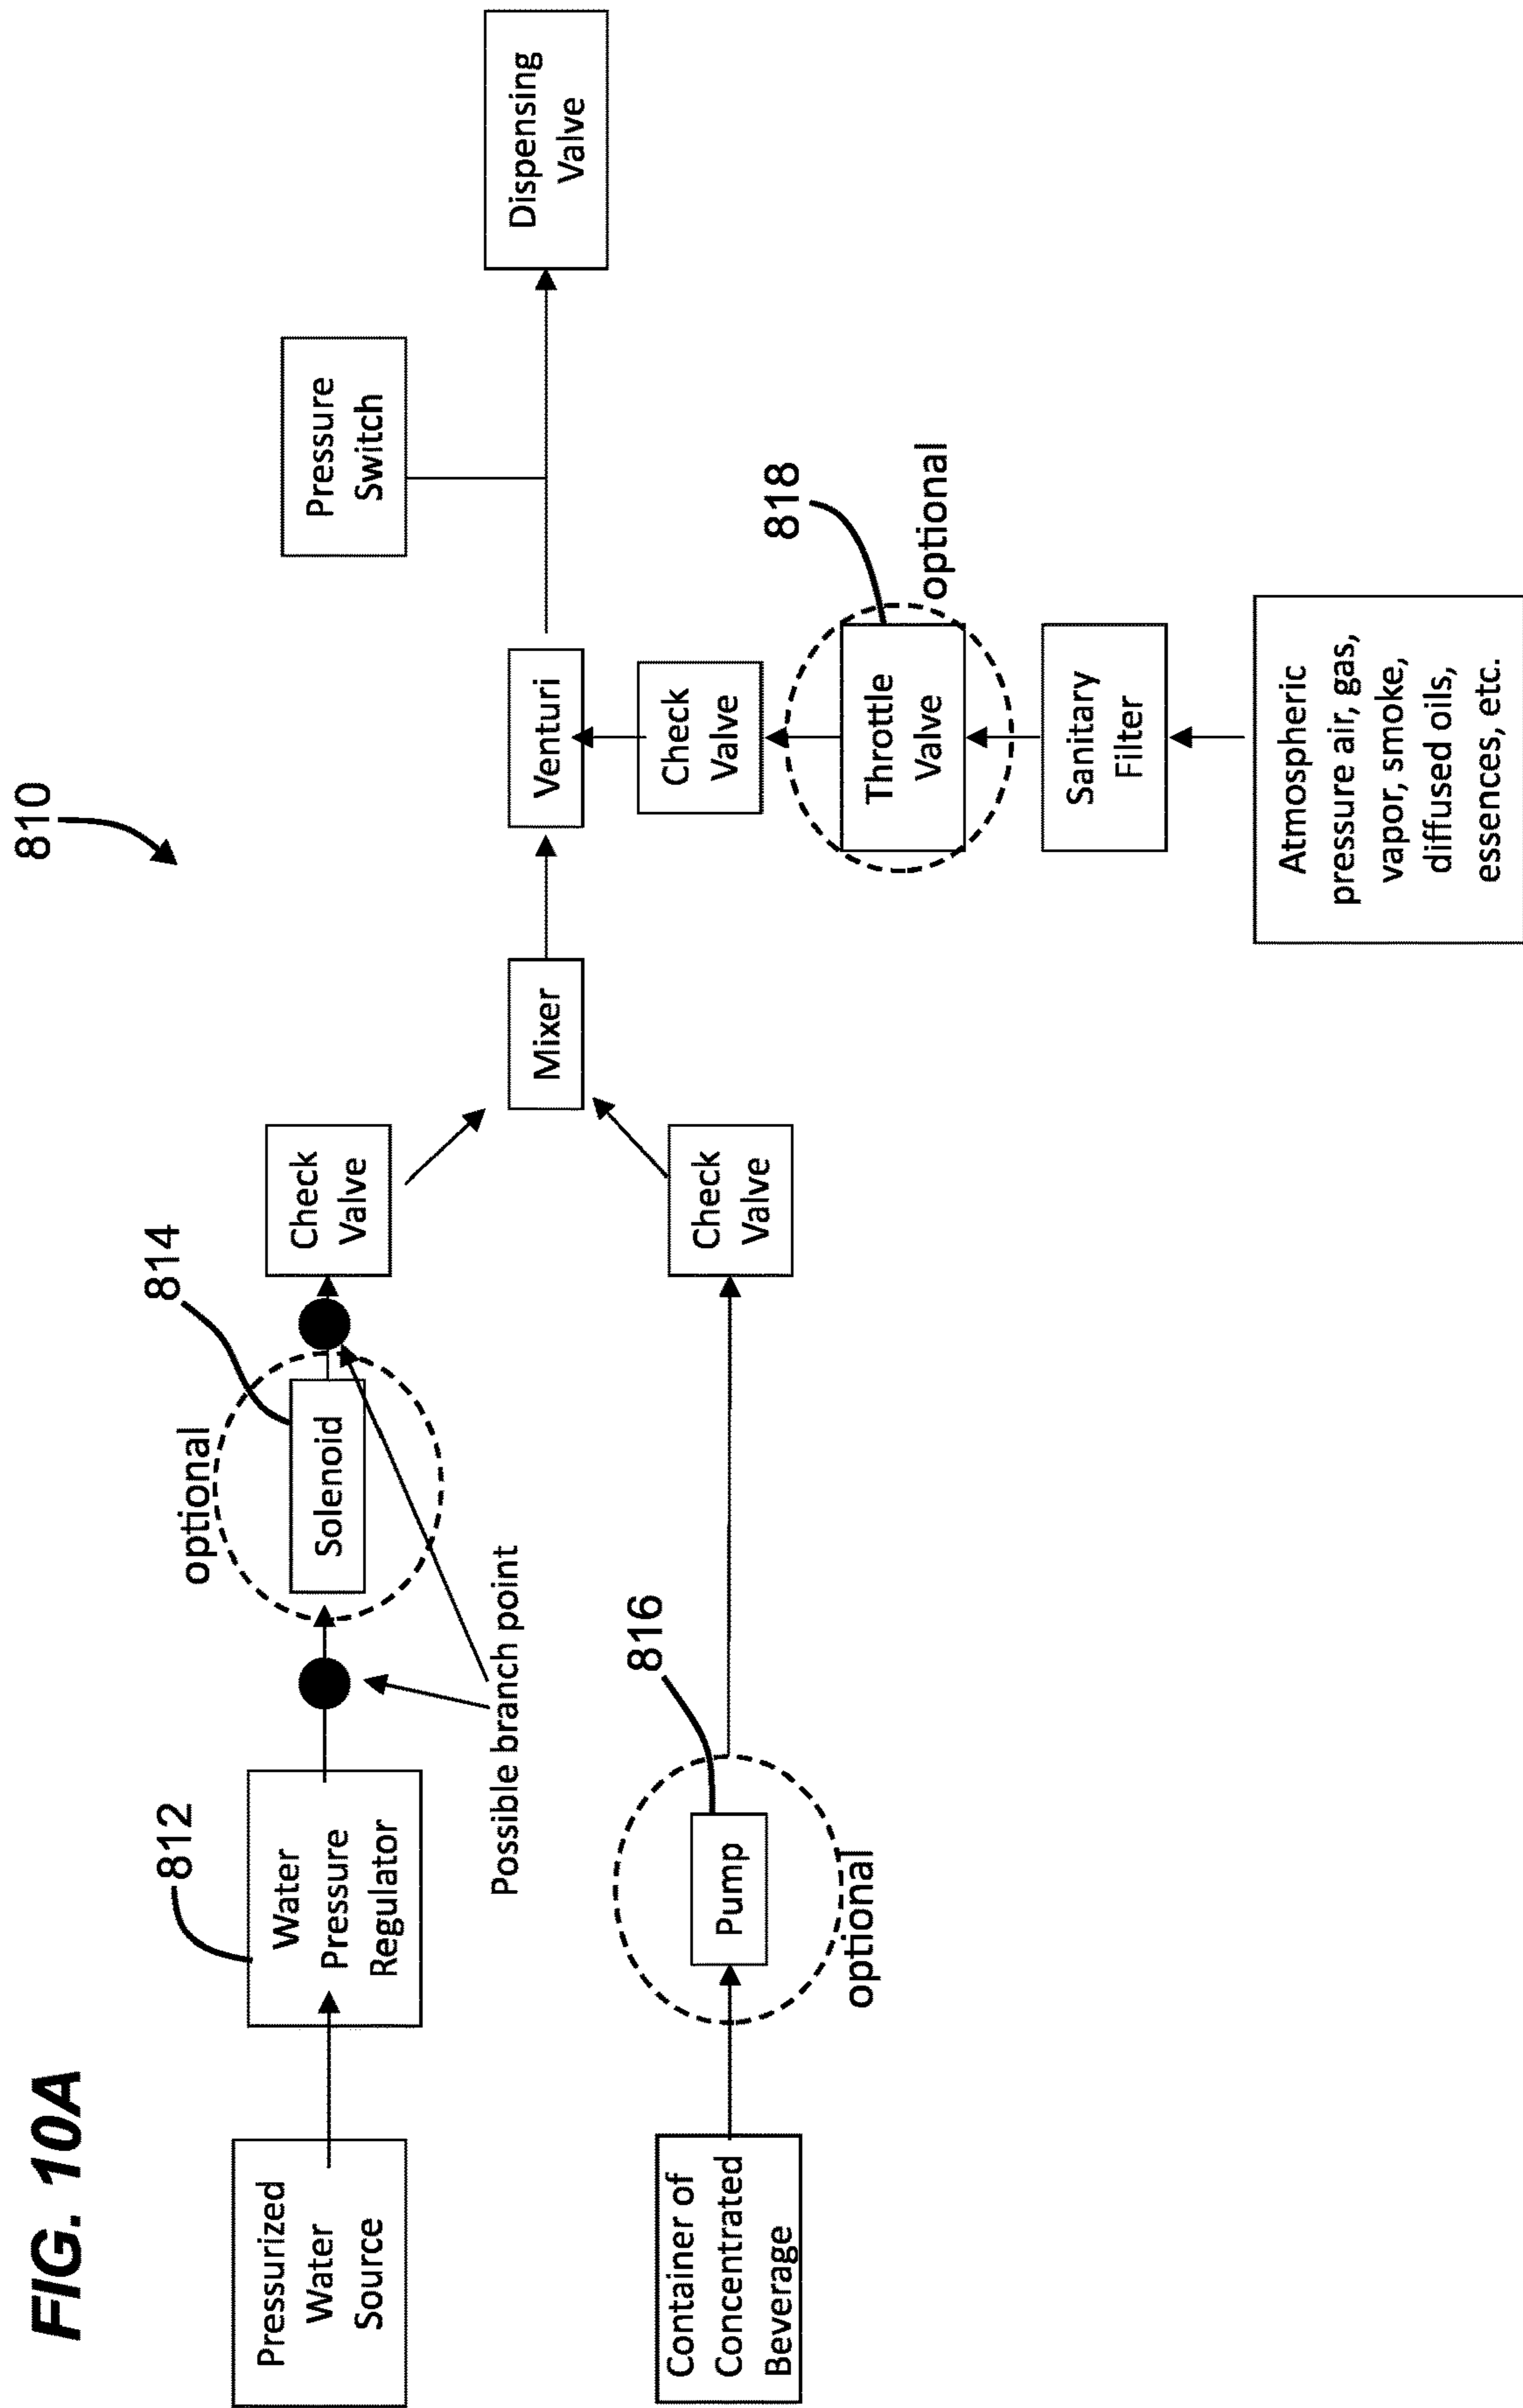 FIG. 10A
810
Pressurized
Water
Source
812
Water
Pressure
Regulator
optional
814
Solenoid
Check
Valve
Possible branch point
Container of
Concentrated
Beverage
816
Pump
optional
Check
Valve
Mixer
Venturi
Pressure
Switch
Dispensing
Valve
Check
Valve
818
Throttle
Valve
optional
Sanitary
Filter
Atmospheric
pressure air, gas,
vapor, smoke,
diffused oils,
essences, etc.